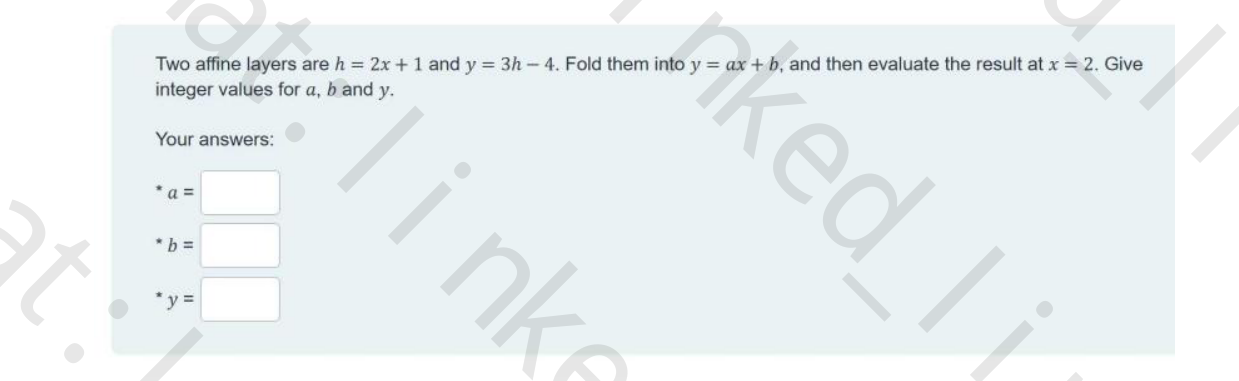 Two affine layers are h = 2x + 1 and y = 3h − 4. Fold them into y = ax + b, and then evaluate the result at x = 2. Give
integer values for a, b and y.
Your answers:
* a =
* b =
* y =